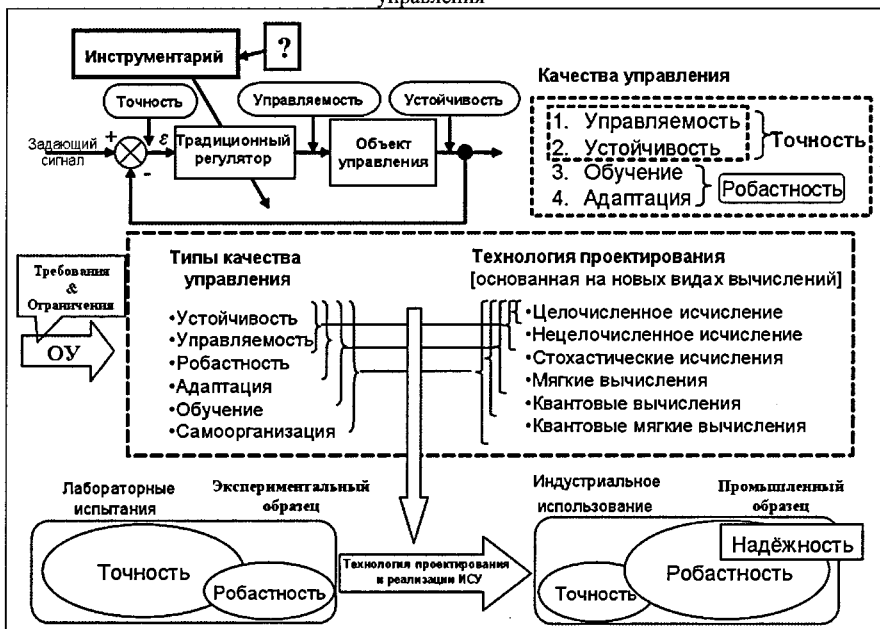 управления
Инструментарий
?
Точность
Управляемость
Устойчивость
Задающий
сигнал
+
ε
-
Традиционный
регулятор
Объект
управления
Качества управления
1. Управляемость
2. Устойчивость
Точность
3. Обучение
4. Адаптация
Робастность
Требования
&
Ограничения
ОУ
Типы качества
управления
•Устойчивость
•Управляемость
•Робастность
•Адаптация
•Обучение
•Самоорганизация
Технология проектирования
[основанная на новых видах вычислений]
•Целочисленное исчисление
•Нецелочисленное исчисление
•Стохастические исчисления
•Мягкие вычисления
•Квантовые вычисления
•Квантовые мягкие вычисления
Лабораторные
испытания
Экспериментальный
образец
Точность
Робастность
Технология проектирования
и реализации ИСУ
Индустриальное
использование
Промышленный
образец
Надёжность
Робастность
Точность